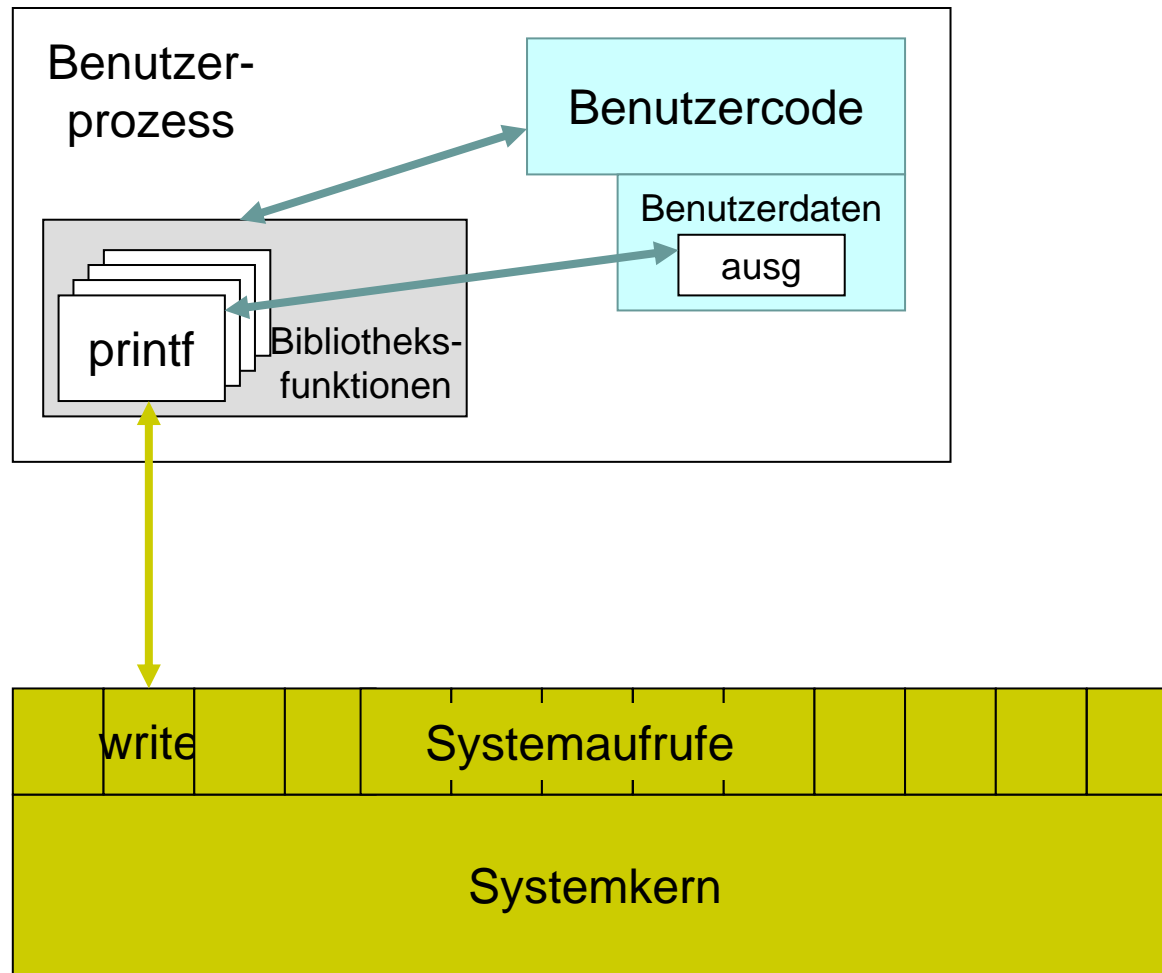 Benutzer-
prozess
Benutzercode
Benutzerdaten
ausg
printf
Bibliotheks-
funktionen
write
Systemaufrufe
Systemkern